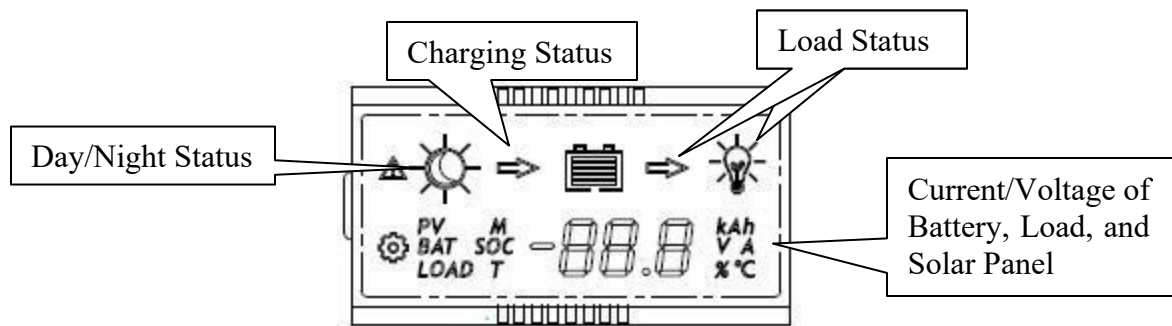 Charging Status
Load Status
Day/Night Status
Current/Voltage of
Battery, Load, and
Solar Panel
PV M
BAT SOC -88.8 kAh
V A
LOAD T % °C